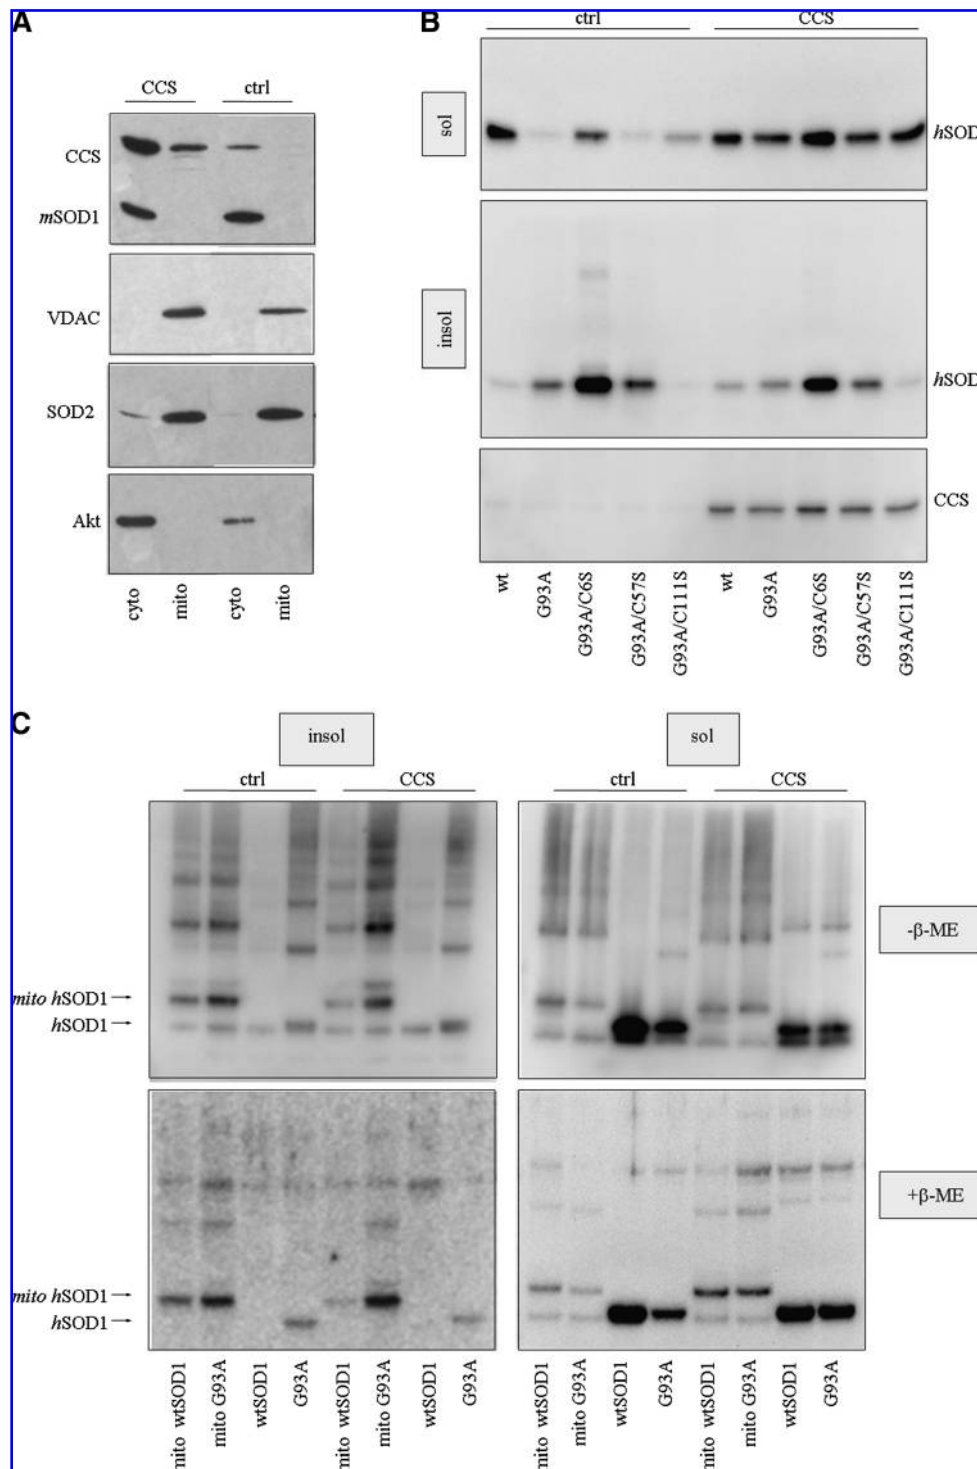 A
CCS ctrl
CCS
mSOD1
VDAC
SOD2
Akt
cyto mito cyto mito
B
ctrl CCS
sol
hSOD
insol
hSOD
CCS
wt G93A G93A/C6S G93A/C57S G93A/C111S wt G93A G93A/C6S G93A/C57S G93A/C111S
C
insol sol
ctrl CCS ctrl CCS
-β-ME
mito hSOD1
hSOD1
+β-ME
mito hSOD1
hSOD1
mito wtSOD1 mito G93A wtSOD1 G93A mito wtSOD1 mito G93A wtSOD1 G93A mito wtSOD1 mito G93A wtSOD1 G93A mito wtSOD1 mito G93A wtSOD1 G93A